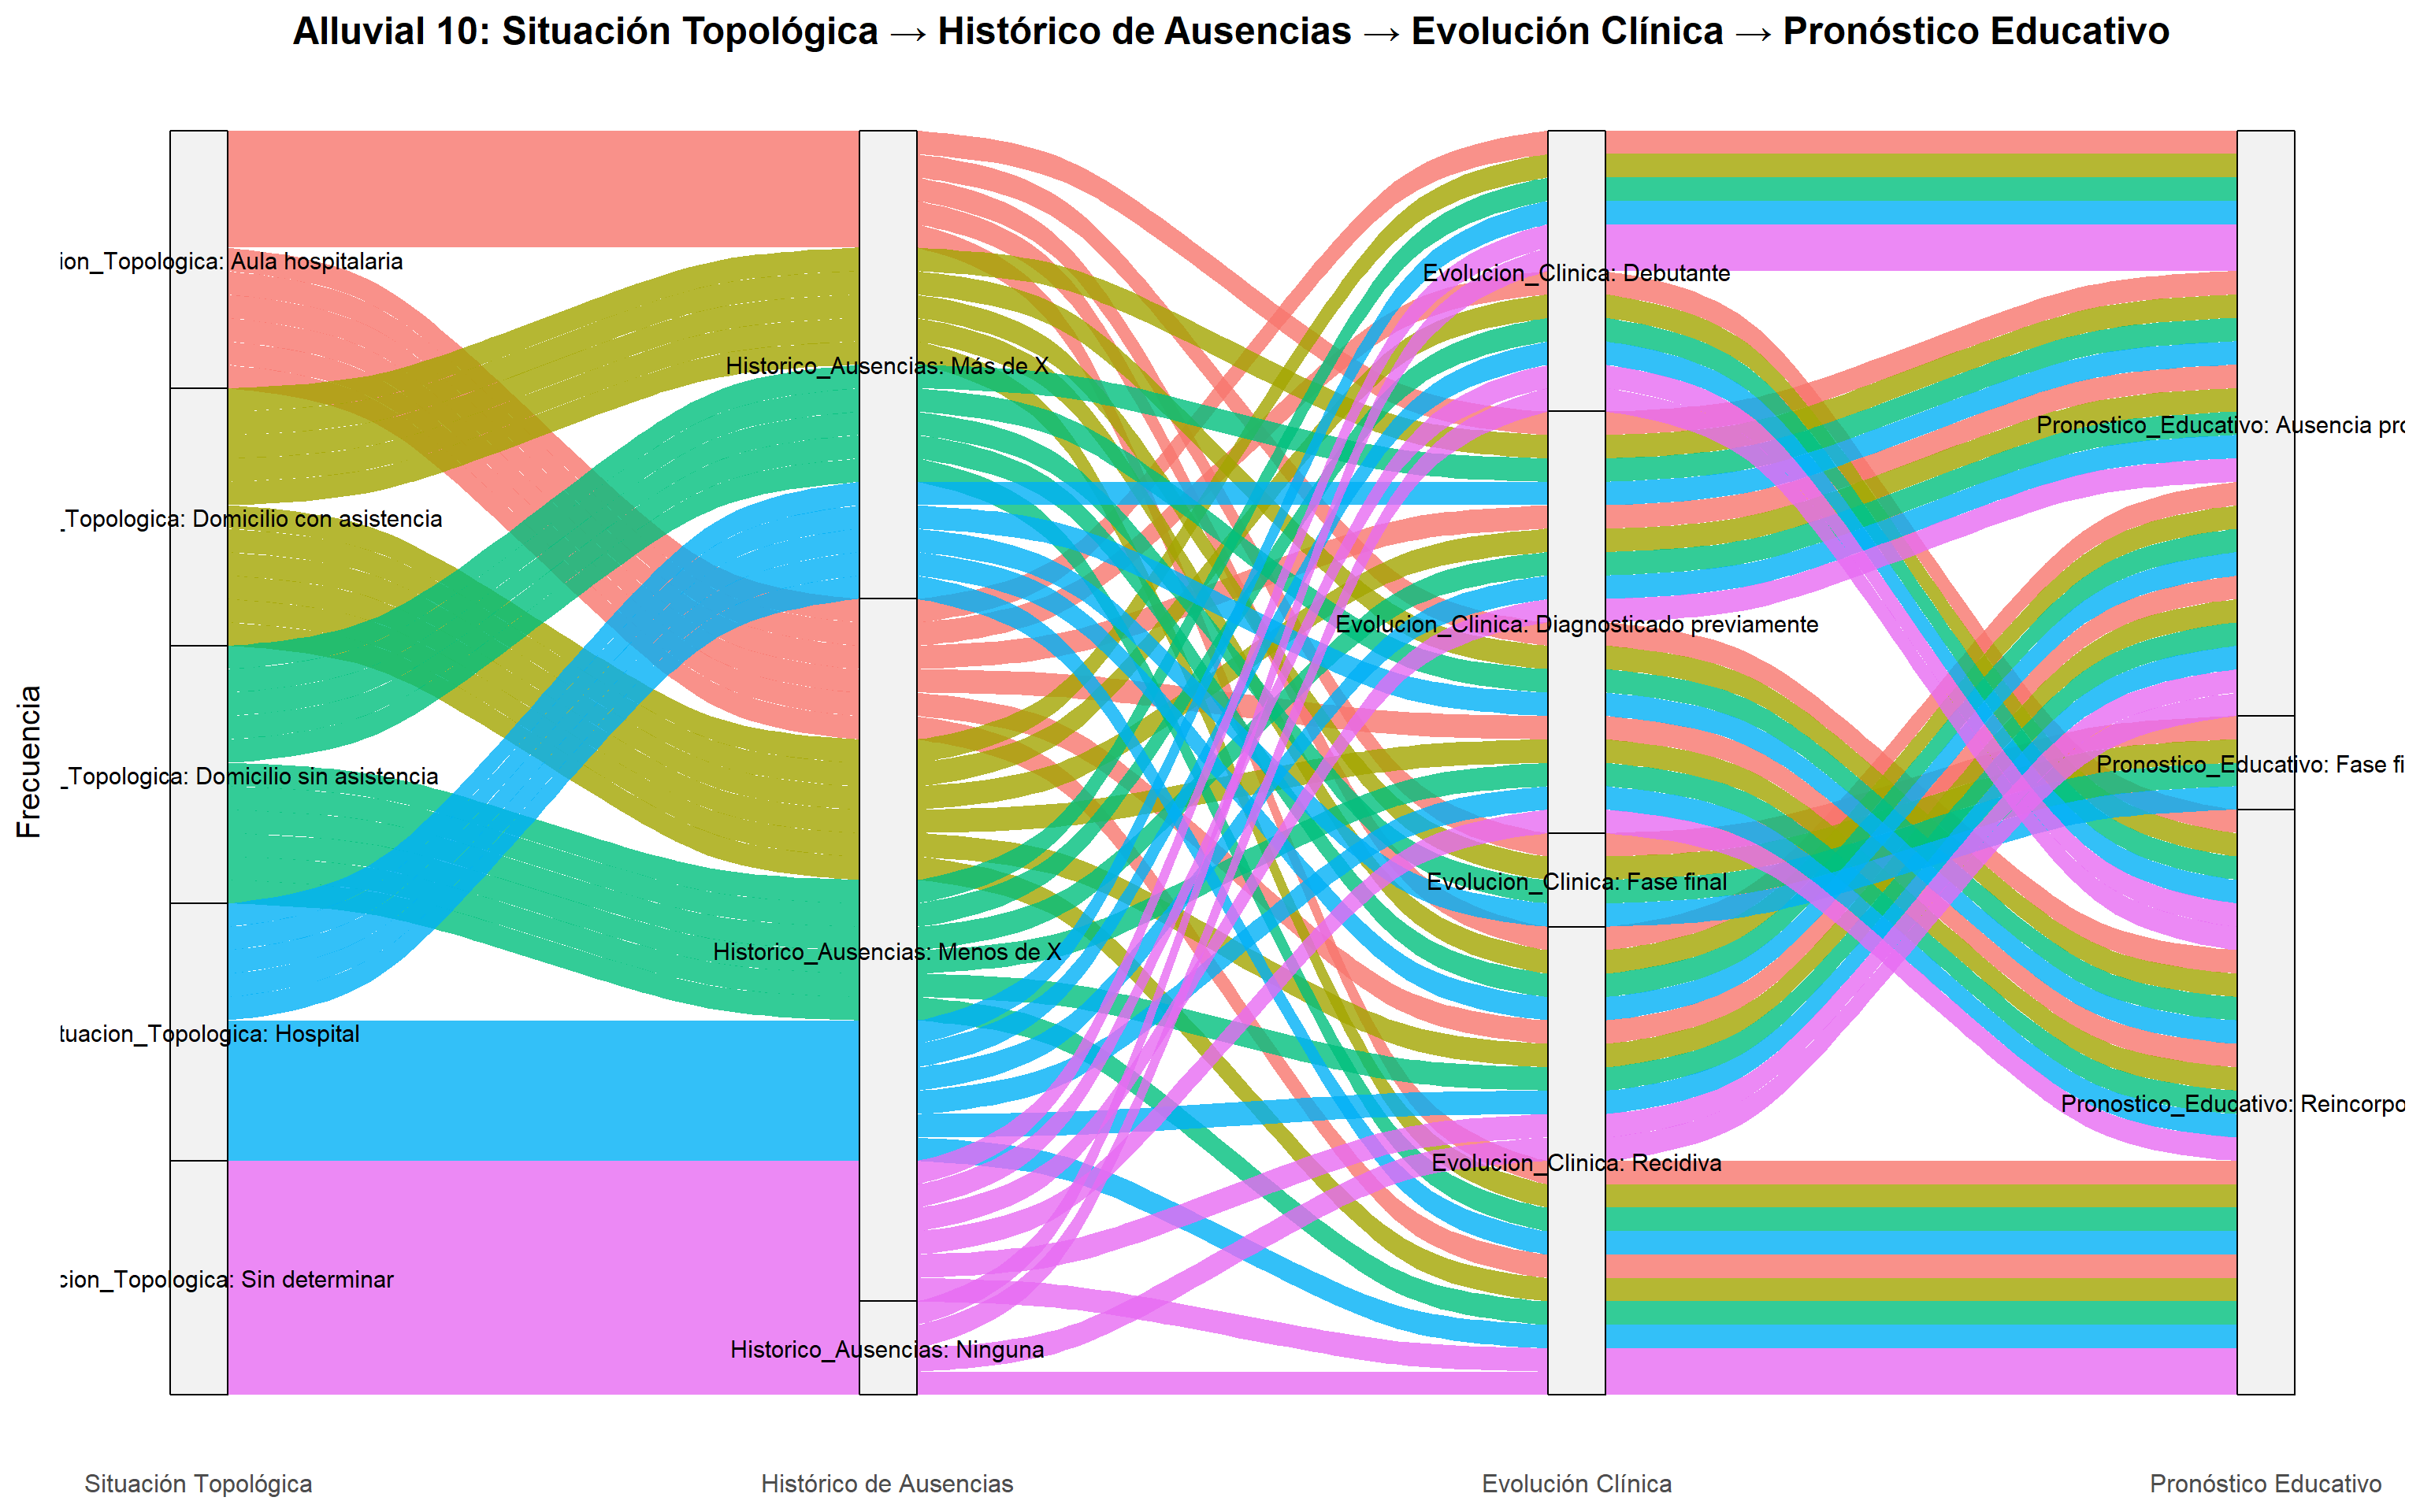 Alluvial 10: Situación Topológica → Histórico de Ausencias → Evolución Clínica → Pronóstico Educativo
Frecuencia
ion_Topologica: Aula hospitalaria
_Topologica: Domicilio con asistencia
_Topologica: Domicilio sin asistencia
tuacion_Topologica: Hospital
cion_Topologica: Sin determinar
Historico_Ausencias: Más de X
Historico_Ausencias: Menos de X
Historico_Ausencias: Ninguna
Evolucion_Clinica: Debutante
Evolucion_Clinica: Diagnosticado previamente
Evolucion_Clinica: Fase final
Evolucion_Clinica: Recidiva
Pronostico_Educativo: Ausencia pro
Pronostico_Educativo: Fase fi
Pronostico_Educativo: Reincorpo
Situación Topológica
Histórico de Ausencias
Evolución Clínica
Pronóstico Educativo